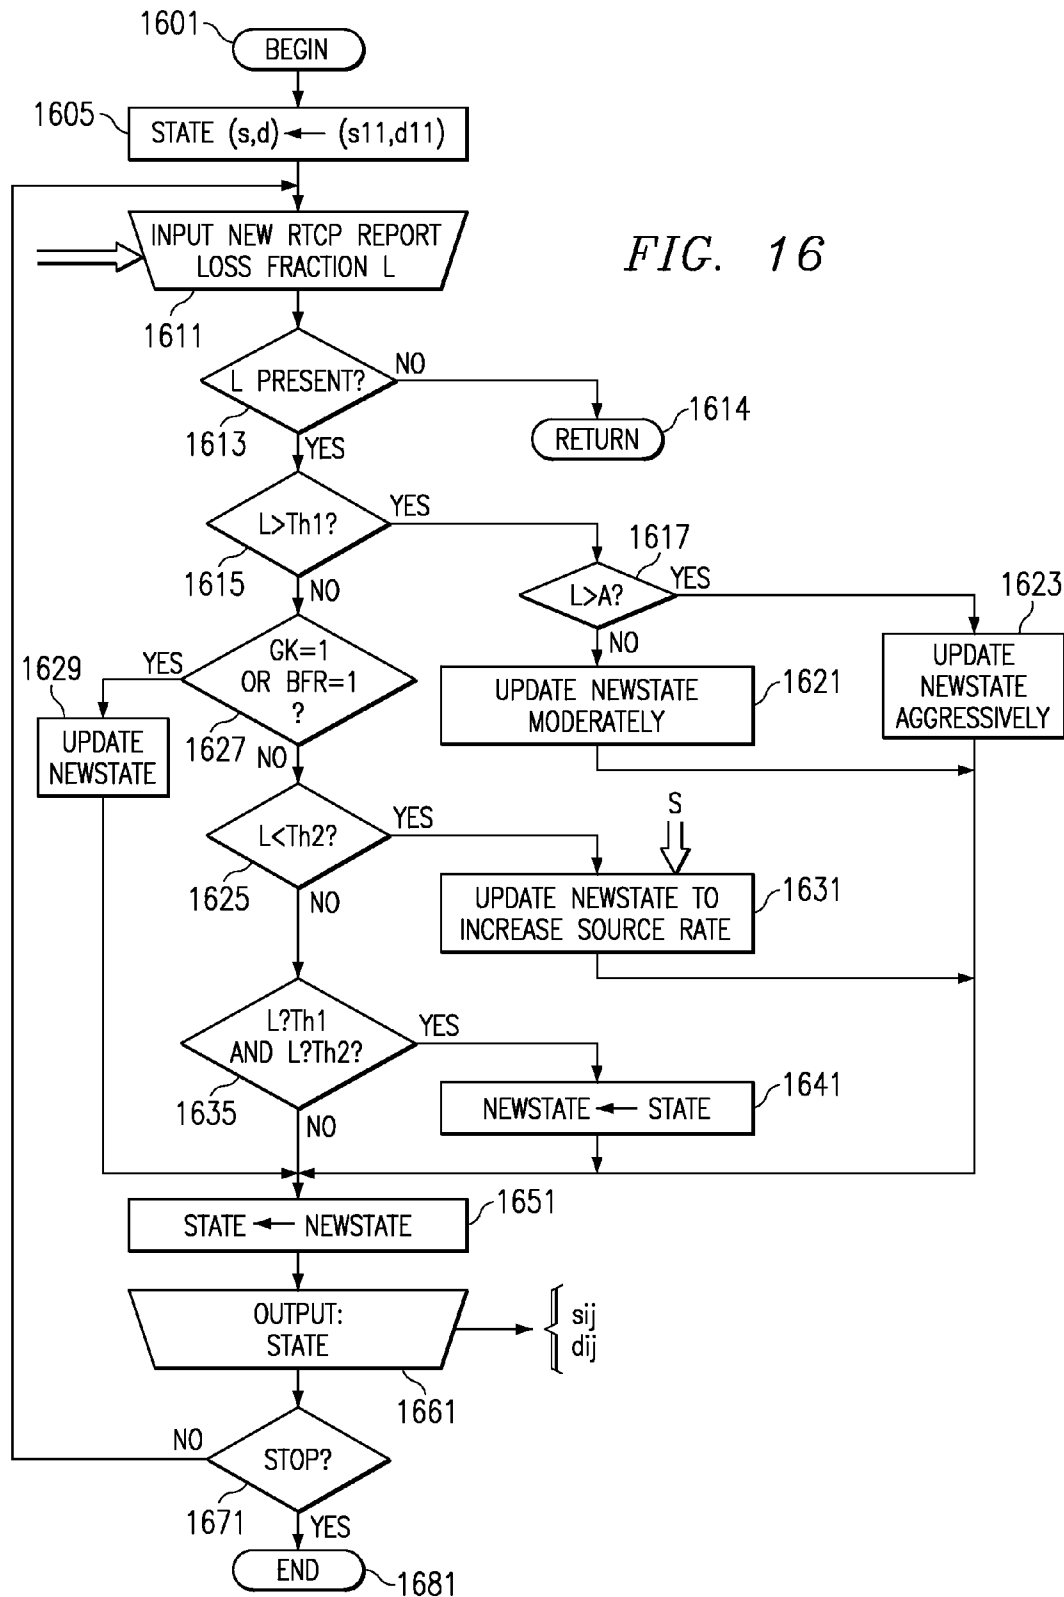 1601
BEGIN
1605
STATE (s,d) ← (s11,d11)
INPUT NEW RTCP REPORT
LOSS FRACTION L
FIG. 16
1611
L PRESENT?
NO
1613
YES
RETURN
1614
L>Th1?
YES
1615
NO
1617
L>A?
YES
NO
1623
UPDATE
NEWSTATE
AGGRESSIVELY
GK=1
OR BFR=1
?
YES
1629
1627
NO
UPDATE
NEWSTATE
UPDATE NEWSTATE
MODERATELY
1621
L<Th2?
YES
1625
NO
S
UPDATE NEWSTATE TO
INCREASE SOURCE RATE
1631
L?Th1
AND L?Th2?
YES
1635
NO
NEWSTATE ← STATE
1641
STATE ← NEWSTATE
1651
OUTPUT:
STATE
sij
dij
1661
STOP?
NO
1671
YES
END
1681